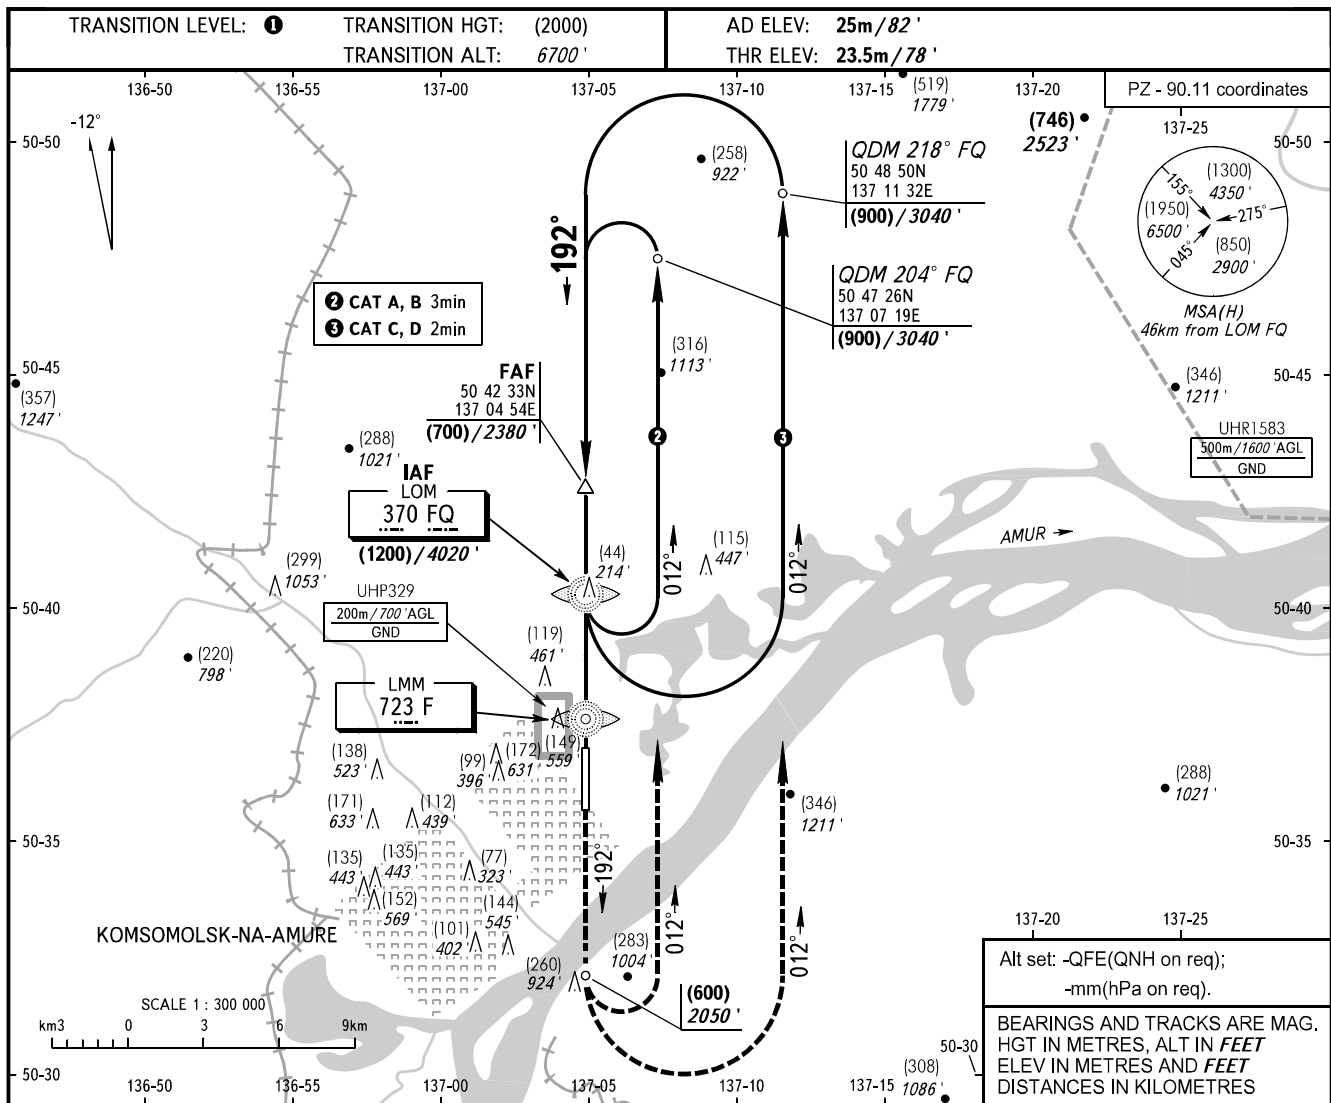 TRANSITION LEVEL: ❶ TRANSITION HGT: (2000)
TRANSITION ALT: 6700 '
AD ELEV: 25m/82 '
THR ELEV: 23.5m/78 '
136-50 136-55 137-00 137-05 137-10 137-15 137-20
PZ - 90.11 coordinates
137-25
(519)
1779 '
(746)
2523 '
-12°
50-50
50-50
(258)
922 '
QDM 218° FQ
50 48 50N
137 11 32E
(900) / 3040 '
155°
(1300)
4350 '
(1950)
6500 '
275°
045°
(850)
2900 '
MSA(H)
46km from LOM FQ
192°
QDM 204° FQ
50 47 26N
137 07 19E
(900) / 3040 '
❷ CAT A, B 3min
❸ CAT C, D 2min
(316)
1113 '
50-45
50-45
FAF
50 42 33N
137 04 54E
(700) / 2380 '
(357)
1247 '
(346)
1211 '
UHR1583
500m/1600 'AGL
GND
(288)
1021 '
❷
❸
IAF
LOM
370 FQ
(1200) / 4020 '
(44)
214 '
(115)
447 '
012°
012°
AMUR
(299)
1053 '
UHP329
200m/700 'AGL
GND
50-40
50-40
(220)
798 '
(119)
461 '
LMM
723 F
(138)
523 '
(99)
396 '
(172)
631 '
(149)
559 '
(171)
633 '
(112)
439 '
(346)
1211 '
(288)
1021 '
50-35
50-35
(135)
443 '
(135)
443 '
(77)
323 '
192°
(152)
569 '
(144)
545 '
(101)
402 '
KOMSOMOLSK-NA-AMURE
012°
012°
137-20 137-25
(260)
924 '
(283)
1004 '
(600)
2050 '
Alt set: -QFE(QNH on req);
-mm(hPa on req).
SCALE 1 : 300 000
km3 0 3 6 9km
BEARINGS AND TRACKS ARE MAG.
HGT IN METRES, ALT IN FEET
ELEV IN METRES AND FEET
DISTANCES IN KILOMETRES
50-30
50-30
(308)
1086 '
136-50 136-55 137-00 137-05 137-10 137-15